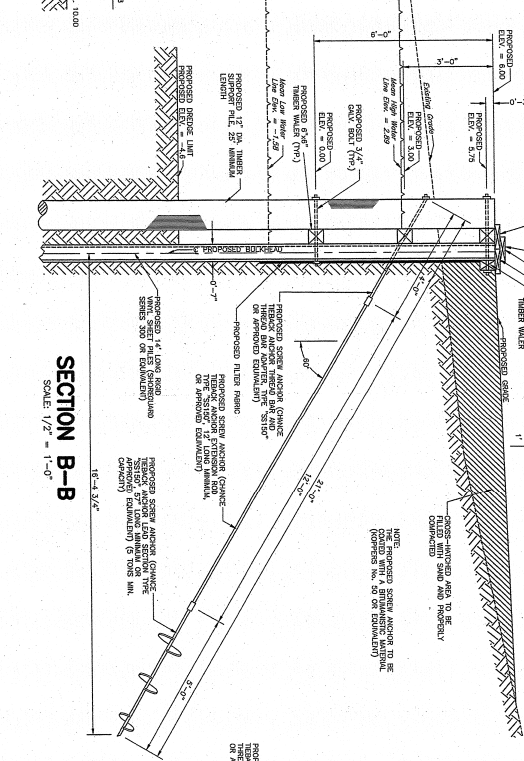 10.00
PROPOSED
ELEV. = 6.00
PROPOSED
ELEV. = 5.75
6'-0"
3'-0"
Existing Grade
PROPOSED
ELEV. = 3.00
Mean High Water
Line Elev. = 2.89
PROPOSED 3/4"
GALV. BOLT (TYP.)
PROPOSED
ELEV. = 0.00
PROPOSED 6"x6"
TIMBER WALER (TYP.)
Mean Low Water
Line Elev. = -1.58
PROPOSED 12" DIA. TIMBER
SUPPORT PILE, 25' MINIMUM
LENGTH
PROPOSED DREDGE LIMIT
PROPOSED ELEV. = -4.6
TIMBER WALER
PROPOSED GRADE
1'
PROPOSED BULKHEAD
0'-7"
4'-0"
21'-0"
12'-0"
5'-0"
60°
CROSS-HATCHED AREA TO BE
FILLED WITH SAND AND PROPERLY
COMPACTED
NOTE:
THE PROPOSED SCREW ANCHOR TO BE
COATED WITH A BITUMANISTIC MATERIAL
(KOPPERS No. 50 OR EQUIVALENT)
PROPOSED SCREW ANCHOR (CHANCE
TIEBACK ANCHOR THREAD BAR AND
THREAD BAR ADAPTER, TYPE "SS150"
OR APPROVED EQUIVALENT)
PROPOSED FILTER FABRIC
PROPOSED SCREW ANCHOR (CHANCE
TIEBACK ANCHOR EXTENSION ROD
TYPE "SS150", 12' LONG MINIMUM,
OR APPROVED EQUIVALENT)
PROPOSED 14' LONG RIGID
VINYL SHEET PILES (SHOREGUARD
SERIES 300 OR EQUIVALENT)
PROPOSED SCREW ANCHOR (CHANCE
TIEBACK ANCHOR LEAD SECTION TYPE
"SS150", 57" LONG MINIMUM OR
APPROVED EQUIVALENT) (5 TONS MIN.
CAPACITY)
16'-4 3/4"
SECTION B-B
SCALE: 1/2" = 1'-0"